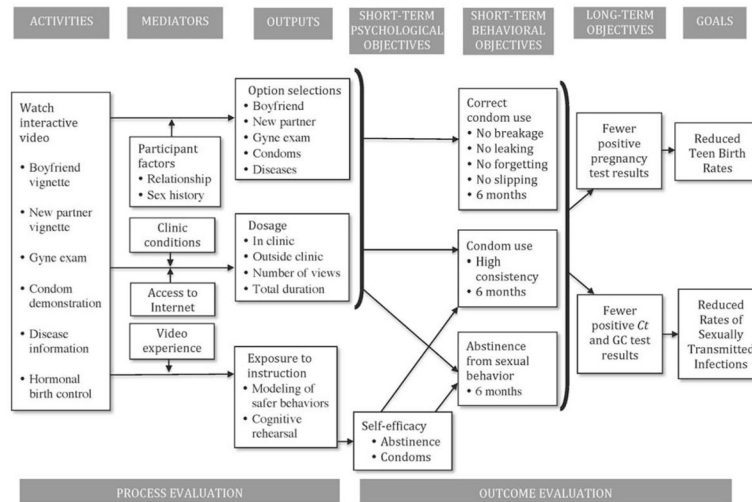 ACTIVITIES
MEDIATORS
OUTPUTS
SHORT-TERM
PSYCHOLOGICAL
OBJECTIVES
SHORT-TERM
BEHAVIORAL
OBJECTIVES
LONG-TERM
OBJECTIVES
GOALS
Watch
interactive
video
• Boyfriend
vignette
• New partner
vignette
• Gyne exam
• Condom
demonstration
• Disease
information
• Hormonal
birth control
Participant
factors
• Relationship
• Sex history
Clinic
conditions
Access to
Internet
Video
experience
Option selections
• Boyfriend
• New partner
• Gyne exam
• Condoms
• Diseases
Dosage
• In clinic
• Outside clinic
• Number of views
• Total duration
Exposure to
instruction
• Modeling of
safer behaviors
• Cognitive
rehearsal
Self-efficacy
• Abstinence
• Condoms
Correct
condom use
• No breakage
• No leaking
• No forgetting
• No slipping
• 6 months
Condom use
• High
consistency
• 6 months
Abstinence
from sexual
behavior
• 6 months
Fewer
positive
pregnancy
test results
Fewer
positive Ct
and GC test
results
Reduced
Teen Birth
Rates
Reduced
Rates of
Sexually
Transmitted
Infections
PROCESS EVALUATION
OUTCOME EVALUATION